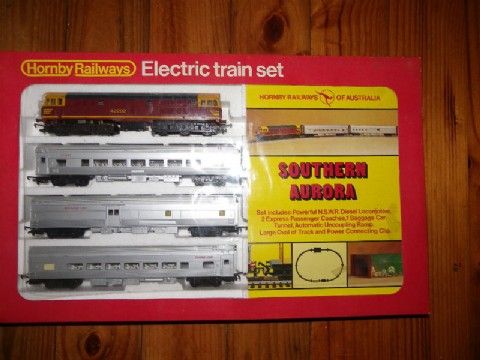 Hornby Railways Electric train set
HORNBY RAILWAYS OF AUSTRALIA
SOUTHERN
AURORA
Set includes Powerful N.S.W.R. Diesel Locomotive,
2 Express Passenger Coaches, 1 Baggage Car
Tunnel, Automatic Uncoupling Ramp,
Large Oval of Track and Power Connecting Clip.